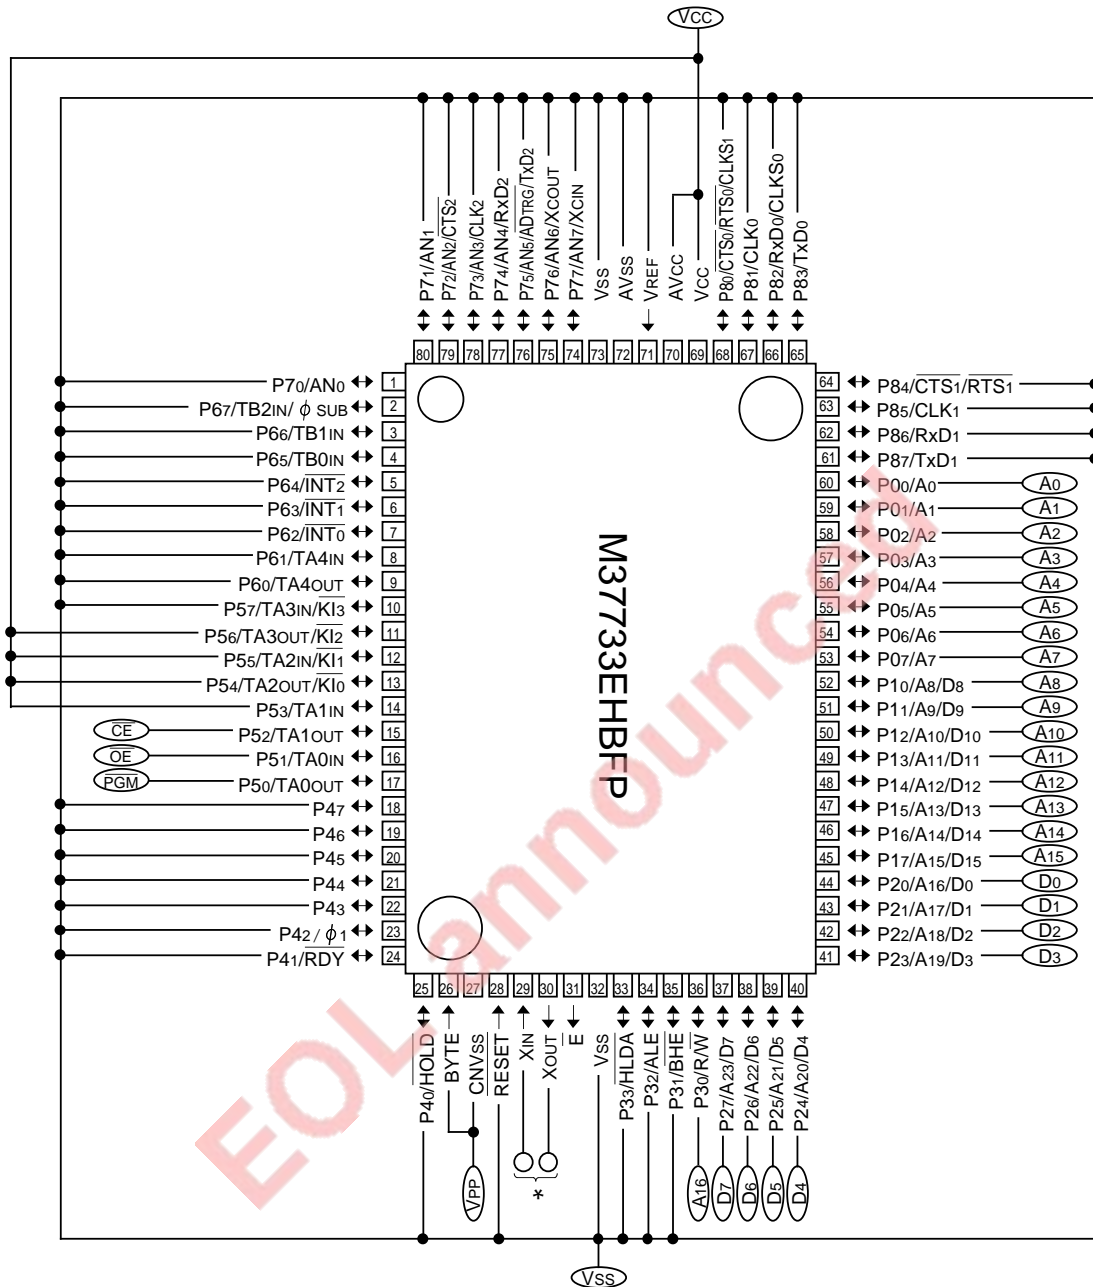 VCC
P71/AN1
P72/AN2/CTS2
P73/AN3/CLK2
P74/AN4/RxD2
P75/AN5/ADTRG/TxD2
P76/AN6/XCOUT
P77/AN7/XCIN
VSS
AVSS
VREF
AVCC
VCC
P80/CTS0/RTS0/CLKS1
P81/CLK0
P82/RxD0/CLKS0
P83/TxD0
80 79 78 77 76 75 74 73 72 71 70 69 68 67 66 65
P70/AN0 1
P67/TB2IN/ ϕ SUB 2
P66/TB1IN 3
P65/TB0IN 4
P64/INT2 5
P63/INT1 6
P62/INT0 7
P61/TA4IN 8
P60/TA4OUT 9
P57/TA3IN/KI3 10
P56/TA3OUT/KI2 11
P55/TA2IN/KI1 12
P54/TA2OUT/KI0 13
P53/TA1IN 14
CE P52/TA1OUT 15
OE P51/TA0IN 16
PGM P50/TA0OUT 17
P47 18
P46 19
P45 20
P44 21
P43 22
P42/ ϕ1 23
P41/RDY 24
M37733EHBFP
64 P84/CTS1/RTS1
63 P85/CLK1
62 P86/RxD1
61 P87/TxD1
60 P00/A0 A0
59 P01/A1 A1
58 P02/A2 A2
57 P03/A3 A3
56 P04/A4 A4
55 P05/A5 A5
54 P06/A6 A6
53 P07/A7 A7
52 P10/A8/D8 A8
51 P11/A9/D9 A9
50 P12/A10/D10 A10
49 P13/A11/D11 A11
48 P14/A12/D12 A12
47 P15/A13/D13 A13
46 P16/A14/D14 A14
45 P17/A15/D15 A15
44 P20/A16/D0 D0
43 P21/A17/D1 D1
42 P22/A18/D2 D2
41 P23/A19/D3 D3
25 26 27 28 29 30 31 32 33 34 35 36 37 38 39 40
P40/HOLD
BYTE
CNVSS
RESET
XIN
XOUT
E
VSS
P33/HLDA
P32/ALE
P31/BHE
P30/R/W
P27/A23/D7
P26/A22/D6
P25/A21/D5
P24/A20/D4
VPP
*
A16
D7
D6
D5
D4
VSS
EOL announced